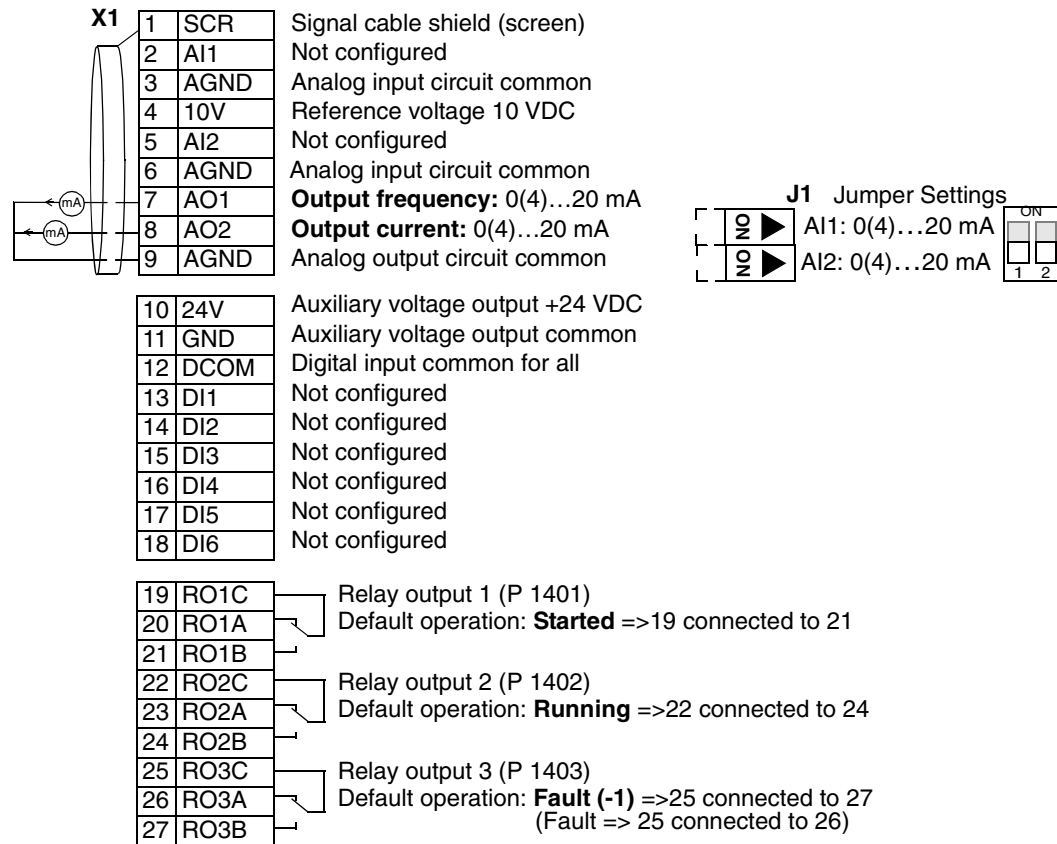 X1
1 SCR Signal cable shield (screen)
2 AI1 Not configured
3 AGND Analog input circuit common
4 10V Reference voltage 10 VDC
5 AI2 Not configured
6 AGND Analog input circuit common
mA 7 AO1 Output frequency: 0(4)…20 mA
mA 8 AO2 Output current: 0(4)…20 mA
9 AGND Analog output circuit common
J1 Jumper Settings
ON AI1: 0(4)…20 mA
ON AI2: 0(4)…20 mA
ON
1 2
10 24V Auxiliary voltage output +24 VDC
11 GND Auxiliary voltage output common
12 DCOM Digital input common for all
13 DI1 Not configured
14 DI2 Not configured
15 DI3 Not configured
16 DI4 Not configured
17 DI5 Not configured
18 DI6 Not configured
19 RO1C Relay output 1 (P 1401)
20 RO1A Default operation: Started =>19 connected to 21
21 RO1B
22 RO2C Relay output 2 (P 1402)
23 RO2A Default operation: Running =>22 connected to 24
24 RO2B
25 RO3C Relay output 3 (P 1403)
26 RO3A Default operation: Fault (-1) =>25 connected to 27
27 RO3B (Fault => 25 connected to 26)